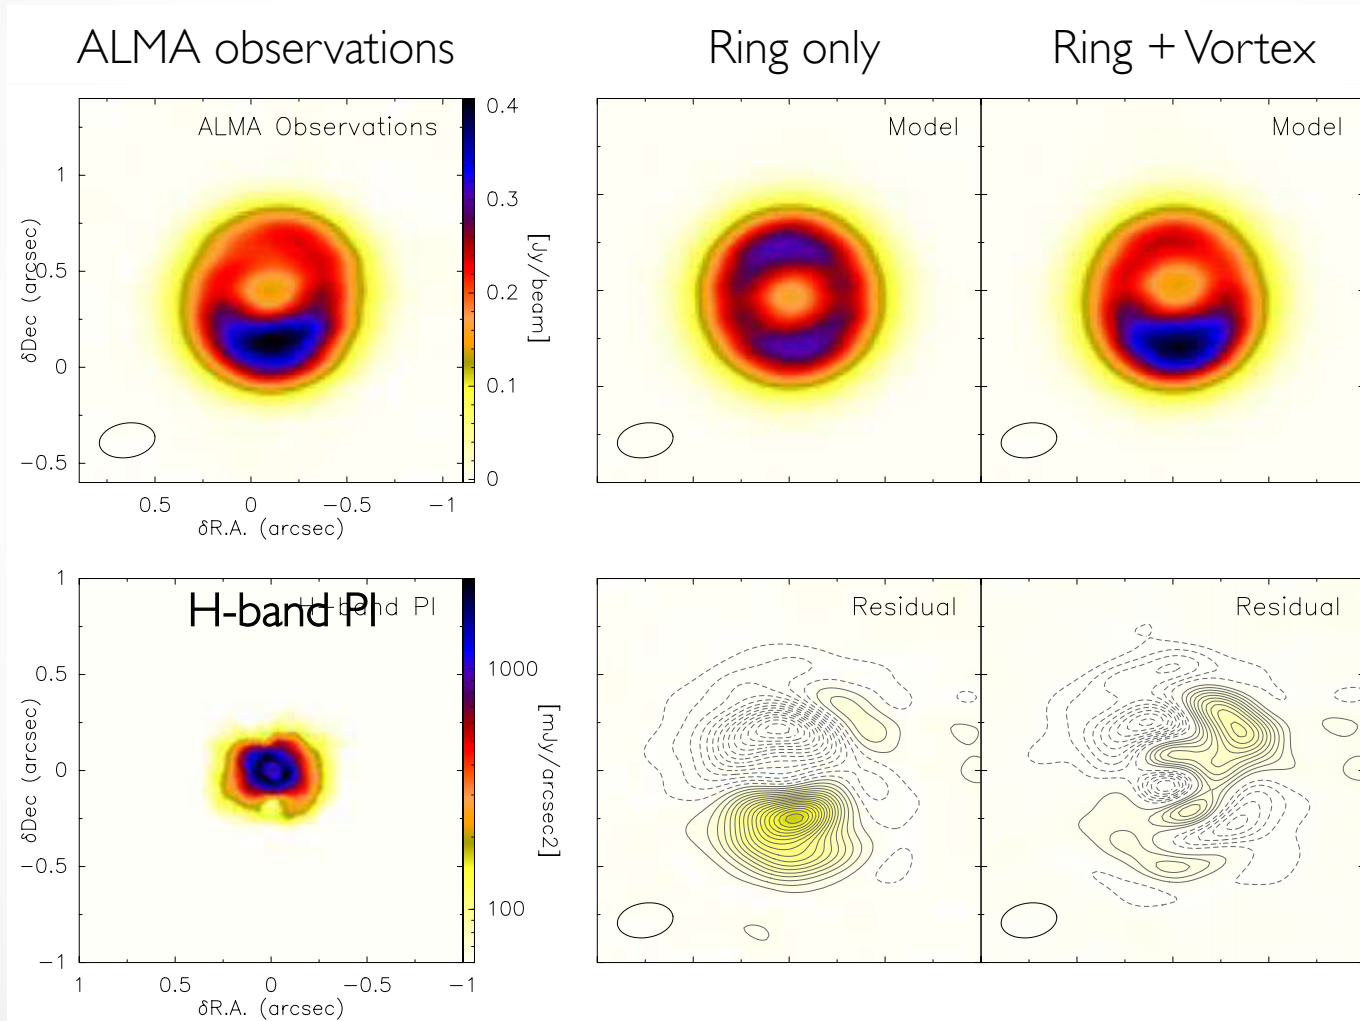 ALMA observations
Ring only
Ring + Vortex
ALMA Observations
Model
Model
δDec (arcsec)
1
0.5
0
−0.5
0.5
0
−0.5
−1
δR.A. (arcsec)
0.4
0.3
0.2
0.1
0
[Jy/beam]
H-band PI
H-band PI
Residual
Residual
δDec (arcsec)
1
0.5
0
−0.5
−1
1
0.5
0
−0.5
−1
δR.A. (arcsec)
1000
100
[mJy/arcsec2]